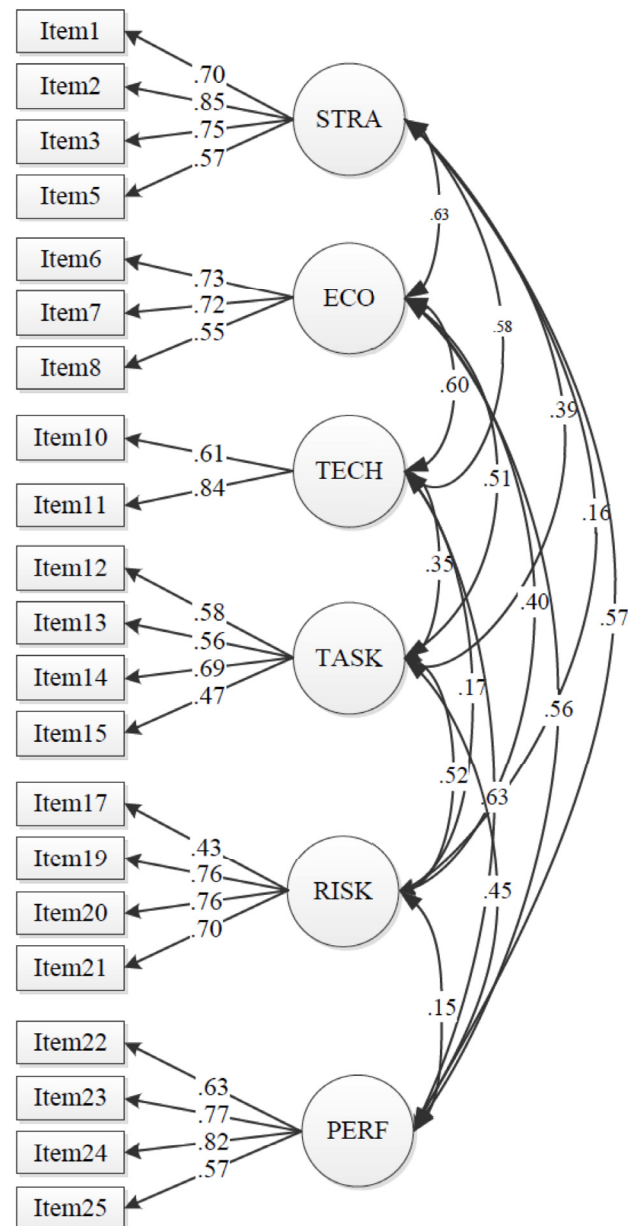 Item1
Item2
Item3
Item5
.70
.85
.75
.57
STRA
.63
Item6
Item7
Item8
.73
.72
.55
ECO
.58
.60
.39
Item10
Item11
.61
.84
TECH
.51
.16
.35
.40
.57
Item12
Item13
Item14
Item15
.58
.56
.69
.47
TASK
.17
.56
.52
.63
Item17
Item19
Item20
Item21
.43
.76
.76
.70
RISK
.45
.15
Item22
Item23
Item24
Item25
.63
.77
.82
.57
PERF